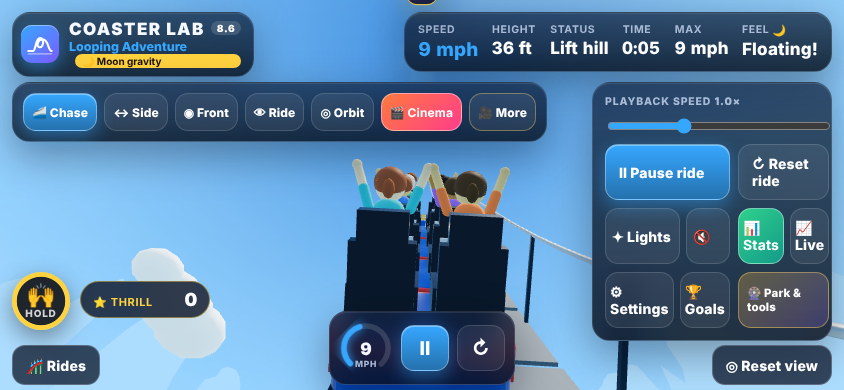 COASTER LAB 8.6
Looping Adventure
🌙 Moon gravity
SPEED HEIGHT STATUS TIME MAX FEEL 🌙
9 mph 36 ft Lift hill 0:05 9 mph Floating!
🎢 Chase ↔ Side ◉ Front 👁 Ride ◎ Orbit 🎬 Cinema 🎥 More
PLAYBACK SPEED 1.0×
⏸ Pause ride
↻ Reset ride
✦ Lights 🔇
📊 Stats
📈 Live
⚙ Settings
🏆 Goals
🎡 Park & tools
🙌 HOLD
⭐ THRILL 0
9
MPH
⏸ ↻
🎢 Rides
◎ Reset view